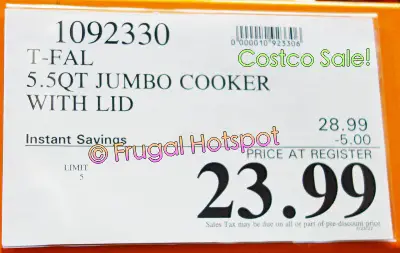 1092330
0000010923306
Costco Sale!
T-FAL
5.5QT JUMBO COOKER
WITH LID
28.99
Instant Savings -5.00
© Frugal Hotspot
PRICE AT REGISTER
LIMIT
5
23.99
Sales Tax may be due on all or part of pre-discount price